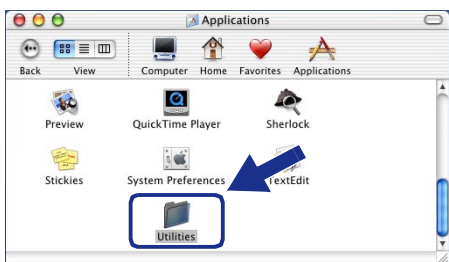 Applications
Back View Computer Home Favorites Applications
Preview QuickTime Player Sherlock
Stickies System Preferences TextEdit
Utilities